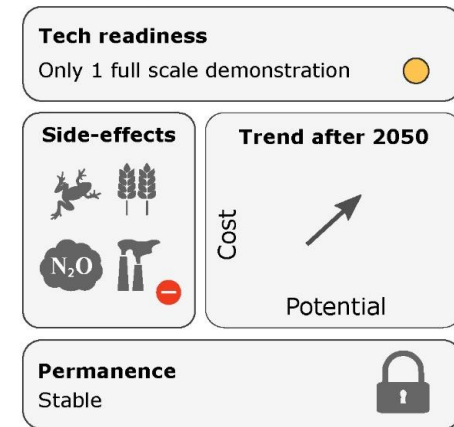 Tech readiness
Only 1 full scale demonstration
Side-effects
N₂O
Trend after 2050
Cost
Potential
Permanence
Stable